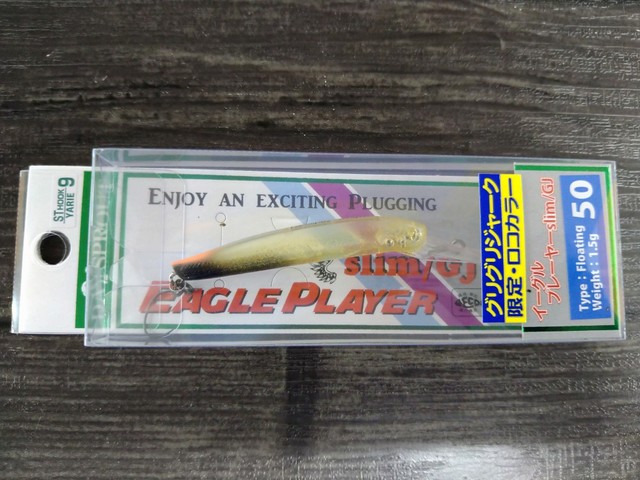 ST HOOK 9
YARIE
ENJOY AN EXCITING PLUGGING
slim/GJ
EAGLE PLAYER
グリグリジャーク
限定・ロコカラー
イーグル
プレーヤーslim/GJ
Type : Floating
Weight : 1.5g
50